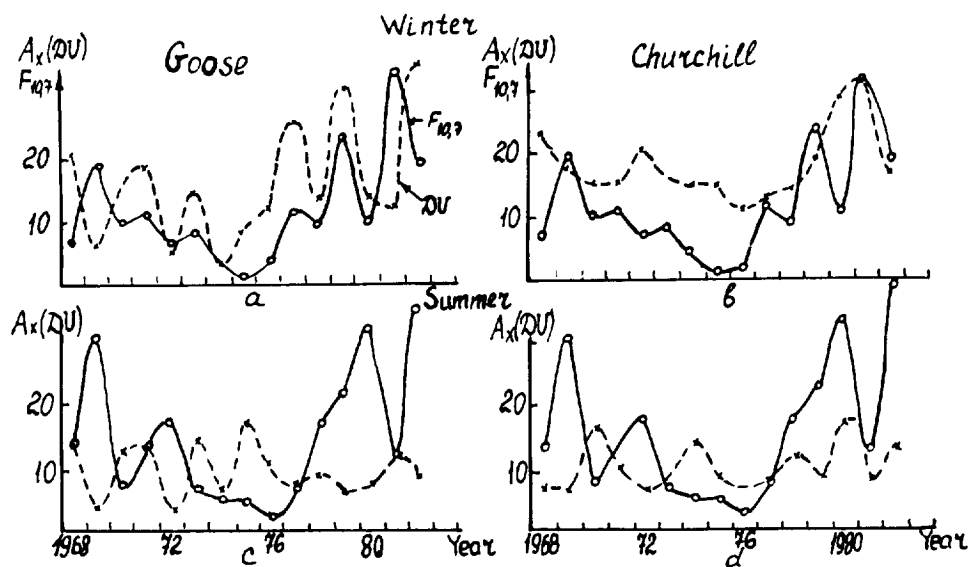 Winter
Aₓ(DU) Goose
F₁₀,₇
20
10
F₁₀,₇
DU
a
Aₓ(DU) Churchill
F₁₀,₇
20
10
b
Summer
Aₓ(DU)
20
10
1968 72 76 80 Year
c
Aₓ(DU)
20
10
1968 72 76 1980 Year
d